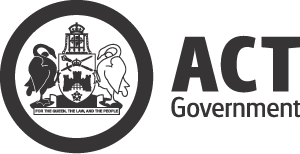 FOR THE QUEEN, THE LAW, AND THE PEOPLE
ACT
Government